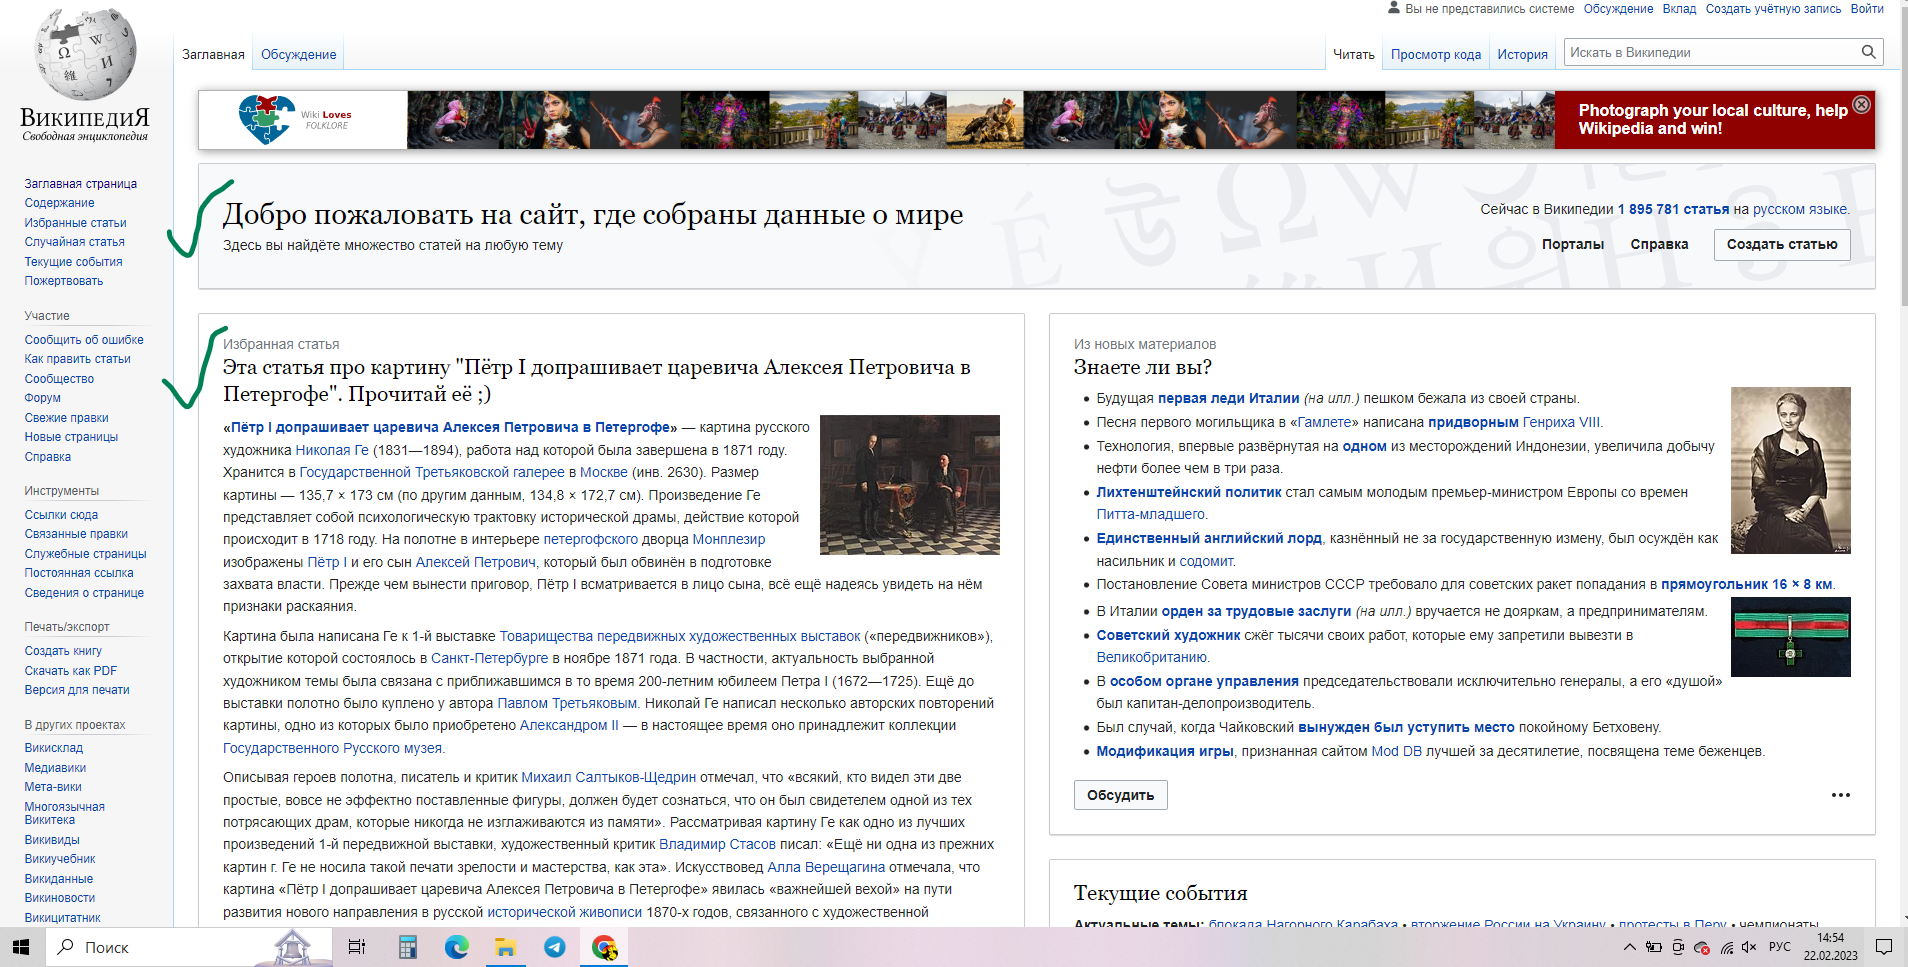 Вы не представились системе Обсуждение Вклад Создать учётную запись Войти
Заглавная Обсуждение Читать Просмотр кода История Искать в Википедии
ВикипедиЯ
Свободная энциклопедия
Заглавная страница
Содержание
Избранные статьи
Случайная статья
Текущие события
Пожертвовать
Участие
Сообщить об ошибке
Как править статьи
Сообщество
Форум
Свежие правки
Новые страницы
Справка
Инструменты
Ссылки сюда
Связанные правки
Служебные страницы
Постоянная ссылка
Сведения о странице
Печать/экспорт
Создать книгу
Скачать как PDF
Версия для печати
В других проектах
Викисклад
Медиавики
Мета-вики
Многоязычная
Викитека
Викивиды
Викиучебник
Викиданные
Викиновости
Викицитатник
Wiki Loves
FOLKLORE
Photograph your local culture, help
Wikipedia and win!
Добро пожаловать на сайт, где собраны данные о мире
Здесь вы найдёте множество статей на любую тему
Сейчас в Википедии 1 895 781 статья на русском языке.
Порталы Справка Создать статью
Избранная статья
Эта статья про картину "Пётр I допрашивает царевича Алексея Петровича в
Петергофе". Прочитай её ;)
«Пётр I допрашивает царевича Алексея Петровича в Петергофе» — картина русского
художника Николая Ге (1831—1894), работа над которой была завершена в 1871 году.
Хранится в Государственной Третьяковской галерее в Москве (инв. 2630). Размер
картины — 135,7 × 173 см (по другим данным, 134,8 × 172,7 см). Произведение Ге
представляет собой психологическую трактовку исторической драмы, действие которой
происходит в 1718 году. На полотне в интерьере петергофского дворца Монплезир
изображены Пётр I и его сын Алексей Петрович, который был обвинён в подготовке
захвата власти. Прежде чем вынести приговор, Пётр I всматривается в лицо сына, всё ещё надеясь увидеть на нём
признаки раскаяния.
Картина была написана Ге к 1-й выставке Товарищества передвижных художественных выставок («передвижников»),
открытие которой состоялось в Санкт-Петербурге в ноябре 1871 года. В частности, актуальность выбранной
художником темы была связана с приближавшимся в то время 200-летним юбилеем Петра I (1672—1725). Ещё до
выставки полотно было куплено у автора Павлом Третьяковым. Николай Ге написал несколько авторских повторений
картины, одно из которых было приобретено Александром II — в настоящее время оно принадлежит коллекции
Государственного Русского музея.
Описывая героев полотна, писатель и критик Михаил Салтыков-Щедрин отмечал, что «всякий, кто видел эти две
простые, вовсе не эффектно поставленные фигуры, должен будет сознаться, что он был свидетелем одной из тех
потрясающих драм, которые никогда не изглаживаются из памяти». Рассматривая картину Ге как одно из лучших
произведений 1-й передвижной выставки, художественный критик Владимир Стасов писал: «Ещё ни одна из прежних
картин г. Ге не носила такой печати зрелости и мастерства, как эта». Искусствовед Алла Верещагина отмечала, что
картина «Пётр I допрашивает царевича Алексея Петровича в Петергофе» явилась «важнейшей вехой» на пути
развития нового направления в русской исторической живописи 1870-х годов, связанного с художественной
Из новых материалов
Знаете ли вы?
Будущая первая леди Италии (на илл.) пешком бежала из своей страны.
Песня первого могильщика в «Гамлете» написана придворным Генриха VIII.
Технология, впервые развёрнутая на одном из месторождений Индонезии, увеличила добычу
нефти более чем в три раза.
Лихтенштейнский политик стал самым молодым премьер-министром Европы со времен
Питта-младшего.
Единственный английский лорд, казнённый не за государственную измену, был осуждён как
насильник и содомит.
Постановление Совета министров СССР требовало для советских ракет попадания в прямоугольник 16 × 8 км.
В Италии орден за трудовые заслуги (на илл.) вручается не дояркам, а предпринимателям.
Советский художник сжёг тысячи своих работ, которые ему запретили вывезти в
Великобританию.
В особом органе управления председательствовали исключительно генералы, а его «душой»
был капитан-делопроизводитель.
Был случай, когда Чайковский вынужден был уступить место покойному Бетховену.
Модификация игры, признанная сайтом Mod DB лучшей за десятилетие, посвящена теме беженцев.
Обсудить
Текущие события
Актуальные темы: блокада Нагорного Карабаха • вторжение России на Украину • протесты в Перу • чемпионаты
Поиск
РУС
14:54
22.02.2023